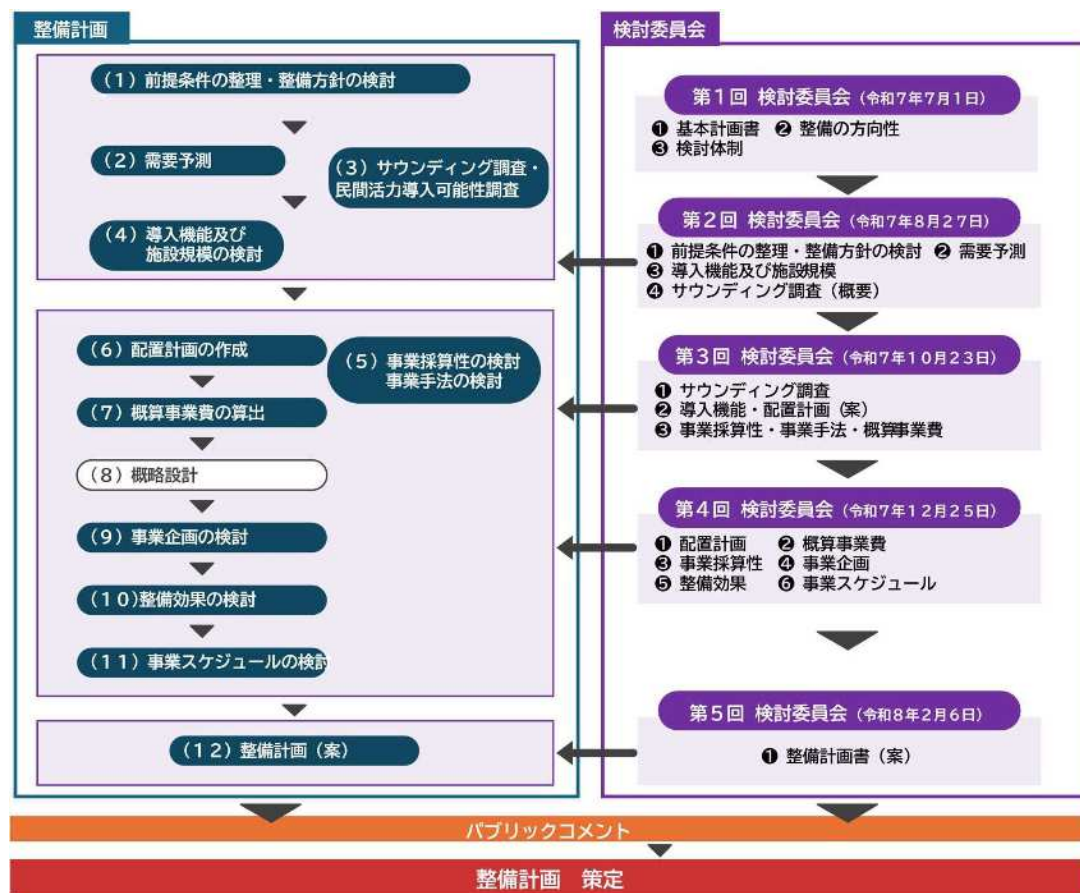 整備計画
（１）前提条件の整理・整備方針の検討
（２）需要予測
（３）サウンディング調査・
民間活力導入可能性調査
（４）導入機能及び
施設規模の検討
（６）配置計画の作成
（５）事業採算性の検討
事業手法の検討
（７）概算事業費の算出
（８）概略設計
（９）事業企画の検討
（１０）整備効果の検討
（１１）事業スケジュールの検討
（１２）整備計画（案）
検討委員会
第１回 検討委員会（令和７年７月１日）
❶ 基本計画書 ❷ 整備の方向性
❸ 検討体制
第２回 検討委員会（令和７年８月２７日）
❶ 前提条件の整理・整備方針の検討 ❷ 需要予測
❸ 導入機能及び施設規模
❹ サウンディング調査（概要）
第３回 検討委員会（令和７年１０月２３日）
❶ サウンディング調査
❷ 導入機能・配置計画（案）
❸ 事業採算性・事業手法・概算事業費
第４回 検討委員会（令和７年１２月２５日）
❶ 配置計画 ❷ 概算事業費
❸ 事業採算性 ❹ 事業企画
❺ 整備効果 ❻ 事業スケジュール
第５回 検討委員会（令和８年２月６日）
❶ 整備計画書（案）
パブリックコメント
整備計画 策定